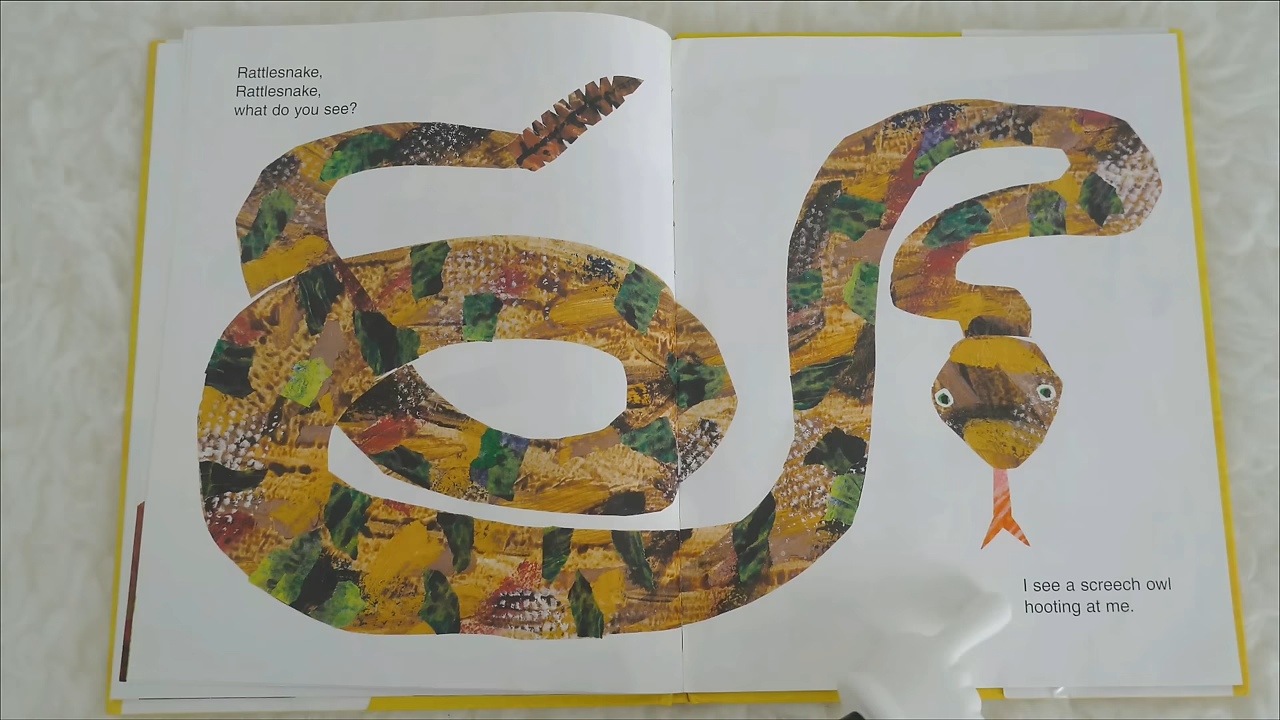 Rattlesnake,
Rattlesnake,
what do you see?
I see a screech owl
hooting at me.